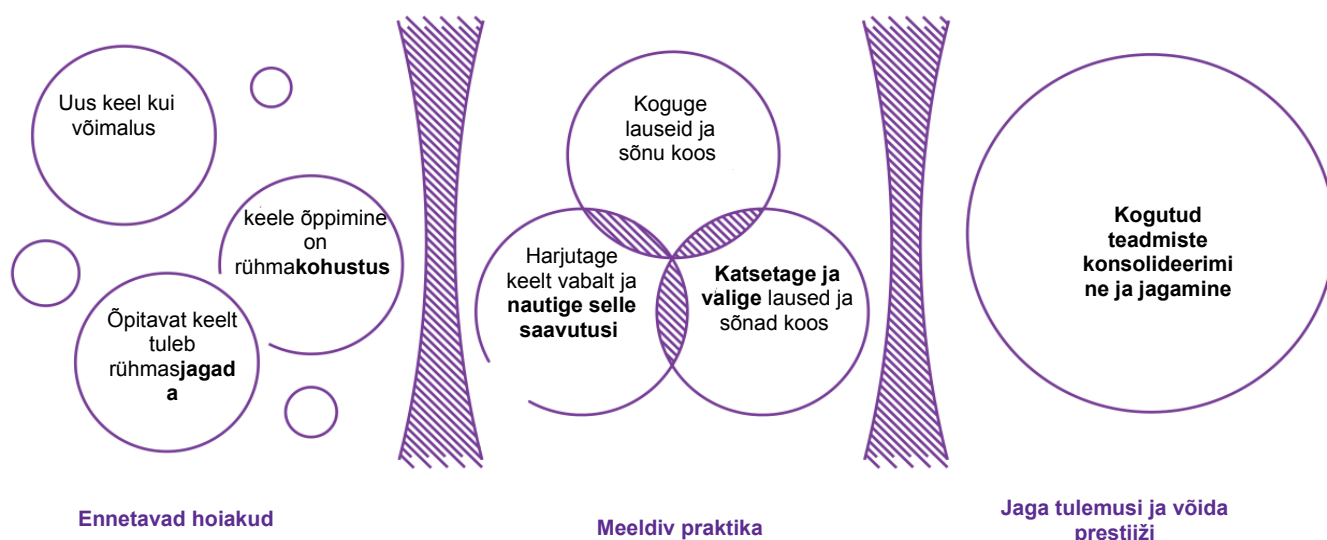 Uus keel kui
võimalus
keele õppimine
on
rühmakohustus
Õpitavat keelt
tuleb
rühmasjagad
a
Koguge
lauseid ja
sõnu koos
Harjutage
keelt vabalt ja
nautige selle
saavutusi
Katsetage ja
valige laused ja
sõnad koos
Kogutud
teadmiste
konsolideerimi
ne ja jagamine
Ennetavad hoiakud
Meeldiv praktika
Jaga tulemusi ja võida
prestiiži